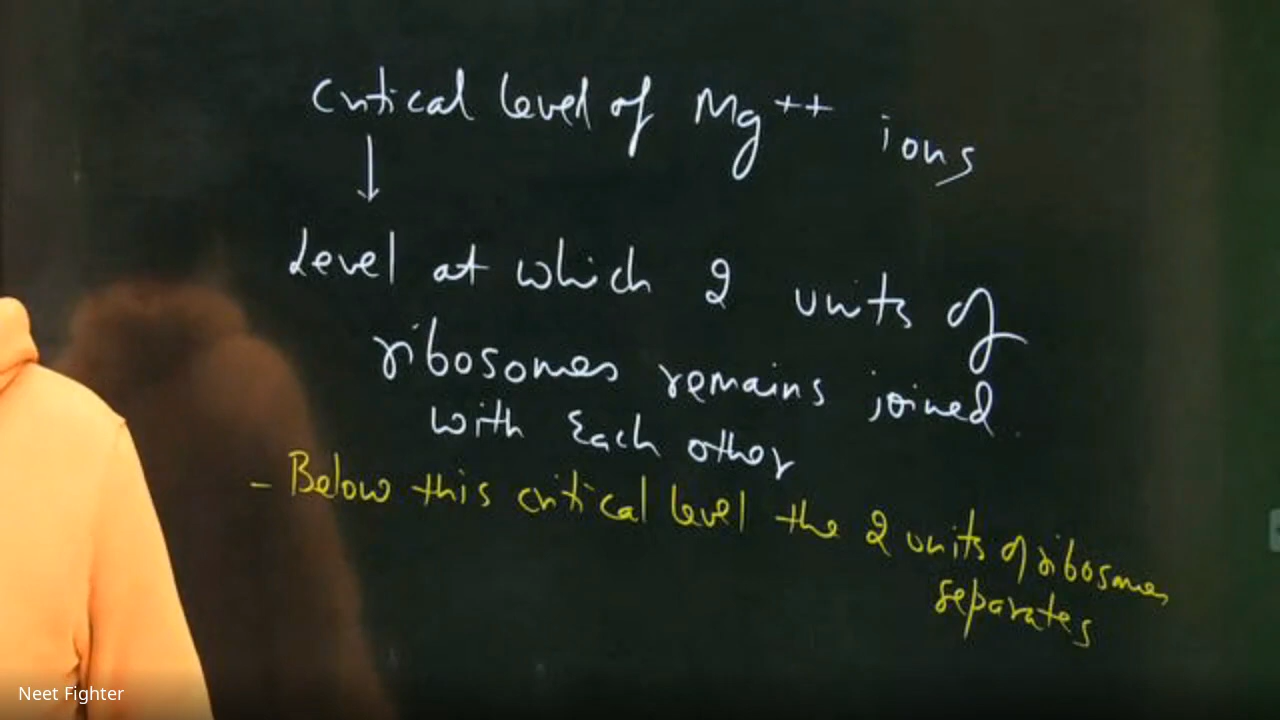 Critical level of Mg++ ions
↓
Level at which 2 units of
ribosomes remains joined
with Each other
- Below this critical level the 2 units of ribosomes
separates
Neet Fighter